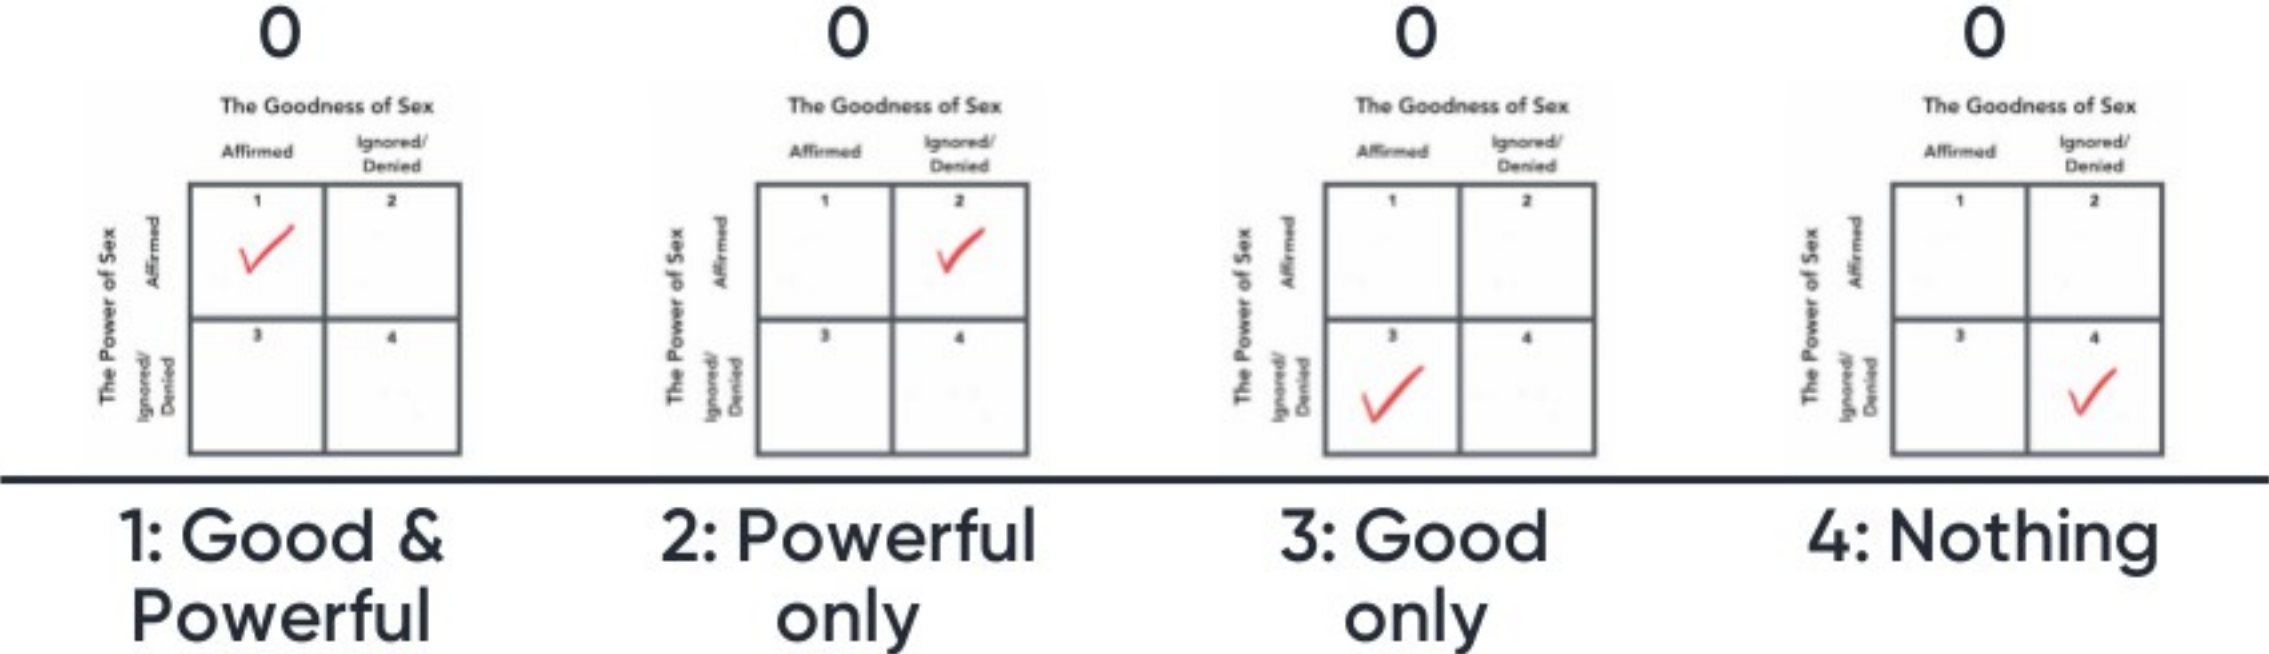 0
The Goodness of Sex
Affirmed
Ignored/
Denied
The Power of Sex
Affirmed
Ignored/
Denied
1
2
3
4
1: Good &
Powerful
0
The Goodness of Sex
Affirmed
Ignored/
Denied
The Power of Sex
Affirmed
Ignored/
Denied
1
2
3
4
2: Powerful
only
0
The Goodness of Sex
Affirmed
Ignored/
Denied
The Power of Sex
Affirmed
Ignored/
Denied
1
2
3
4
3: Good
only
0
The Goodness of Sex
Affirmed
Ignored/
Denied
The Power of Sex
Affirmed
Ignored/
Denied
1
2
3
4
4: Nothing